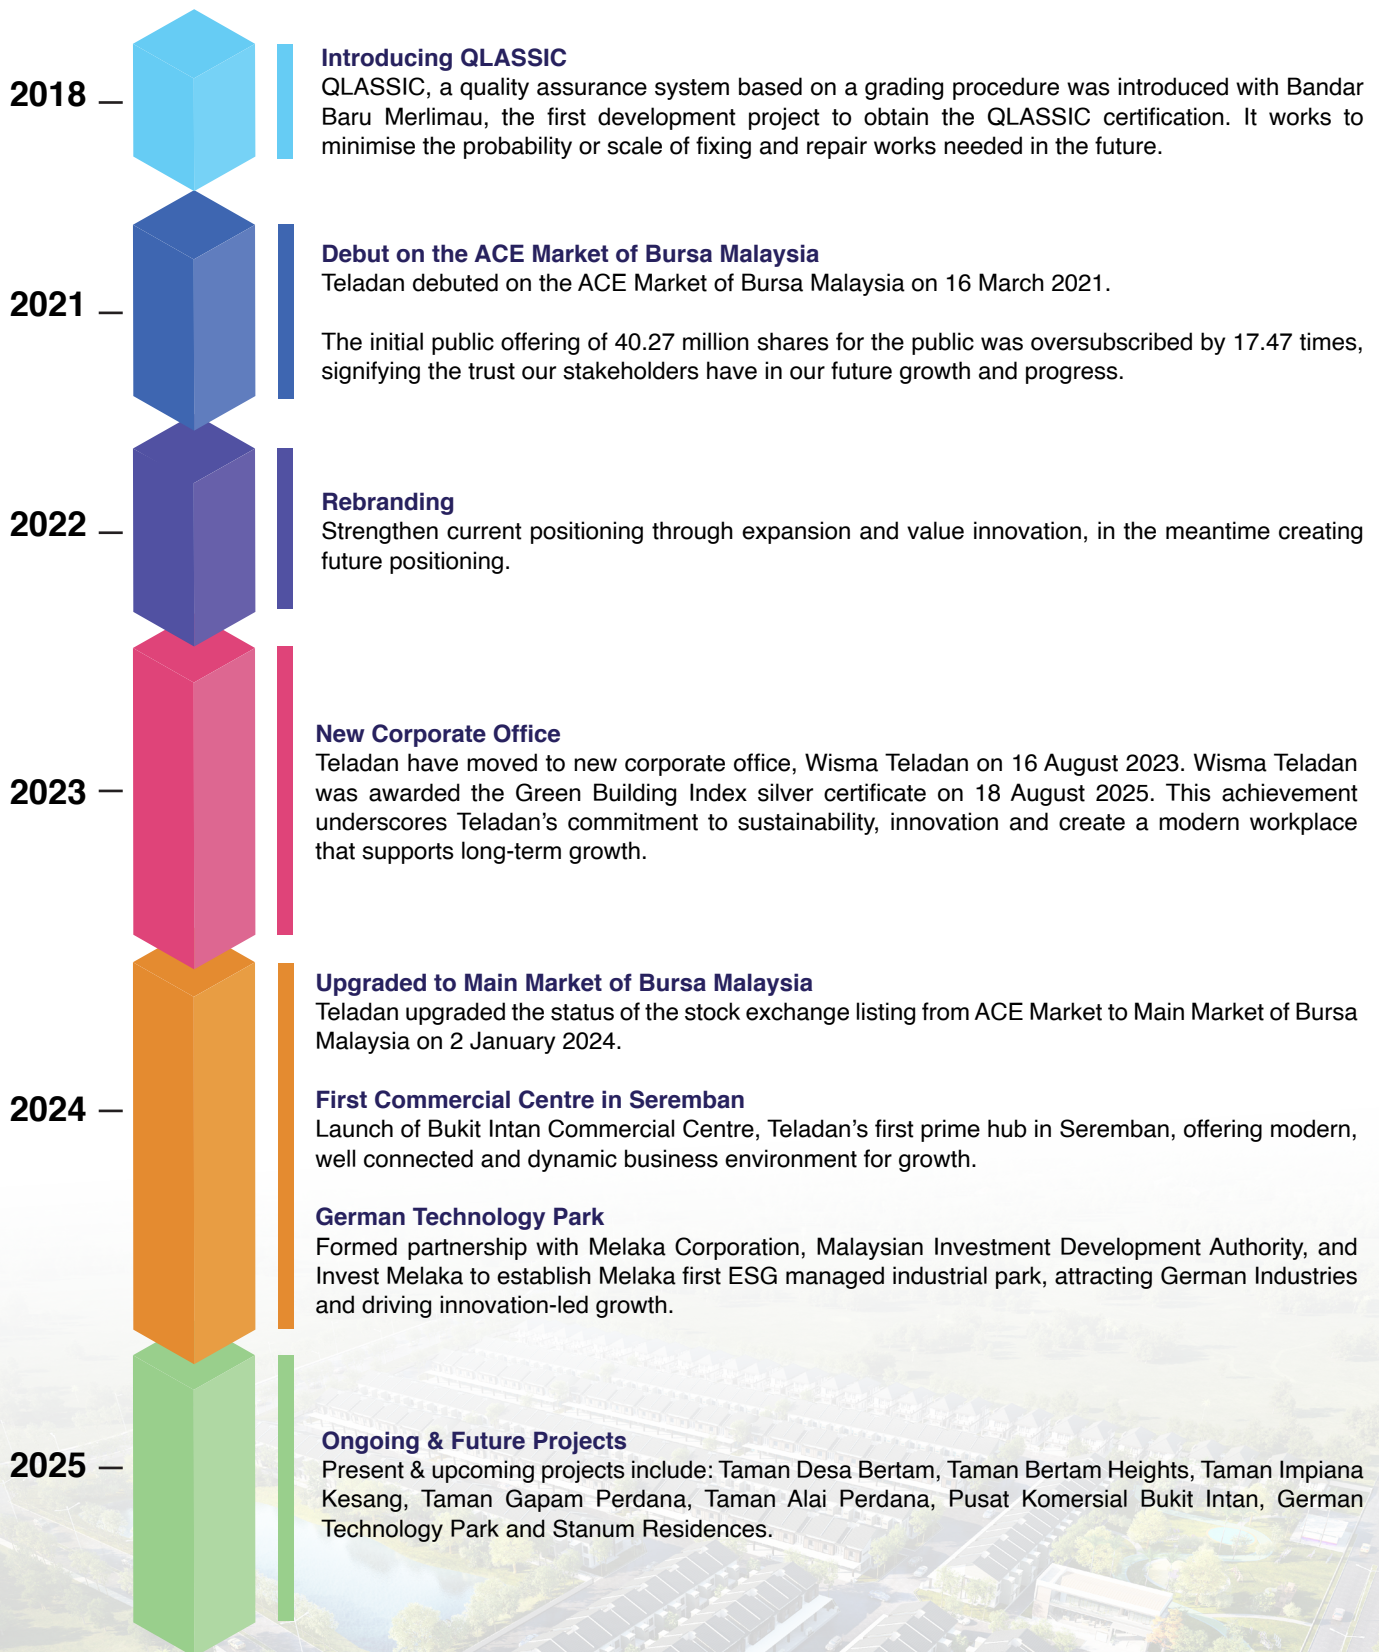 2018
Introducing QLASSIC
QLASSIC, a quality assurance system based on a grading procedure was introduced with Bandar
Baru Merlimau, the first development project to obtain the QLASSIC certification. It works to
minimise the probability or scale of fixing and repair works needed in the future.
2021
Debut on the ACE Market of Bursa Malaysia
Teladan debuted on the ACE Market of Bursa Malaysia on 16 March 2021.
The initial public offering of 40.27 million shares for the public was oversubscribed by 17.47 times,
signifying the trust our stakeholders have in our future growth and progress.
2022
Rebranding
Strengthen current positioning through expansion and value innovation, in the meantime creating
future positioning.
2023
New Corporate Office
Teladan have moved to new corporate office, Wisma Teladan on 16 August 2023. Wisma Teladan
was awarded the Green Building Index silver certificate on 18 August 2025. This achievement
underscores Teladan’s commitment to sustainability, innovation and create a modern workplace
that supports long-term growth.
2024
Upgraded to Main Market of Bursa Malaysia
Teladan upgraded the status of the stock exchange listing from ACE Market to Main Market of Bursa
Malaysia on 2 January 2024.
First Commercial Centre in Seremban
Launch of Bukit Intan Commercial Centre, Teladan’s first prime hub in Seremban, offering modern,
well connected and dynamic business environment for growth.
German Technology Park
Formed partnership with Melaka Corporation, Malaysian Investment Development Authority, and
Invest Melaka to establish Melaka first ESG managed industrial park, attracting German Industries
and driving innovation-led growth.
2025
Ongoing & Future Projects
Present & upcoming projects include: Taman Desa Bertam, Taman Bertam Heights, Taman Impiana
Kesang, Taman Gapam Perdana, Taman Alai Perdana, Pusat Komersial Bukit Intan, German
Technology Park and Stanum Residences.